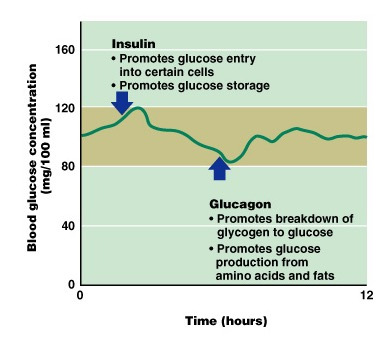 Insulin
• Promotes glucose entry
into certain cells
• Promotes glucose storage
160
120
80
40
0
Blood glucose concentration
(mg/100 ml)
Glucagon
• Promotes breakdown of
glycogen to glucose
• Promotes glucose
production from
amino acids and fats
0
12
Time (hours)